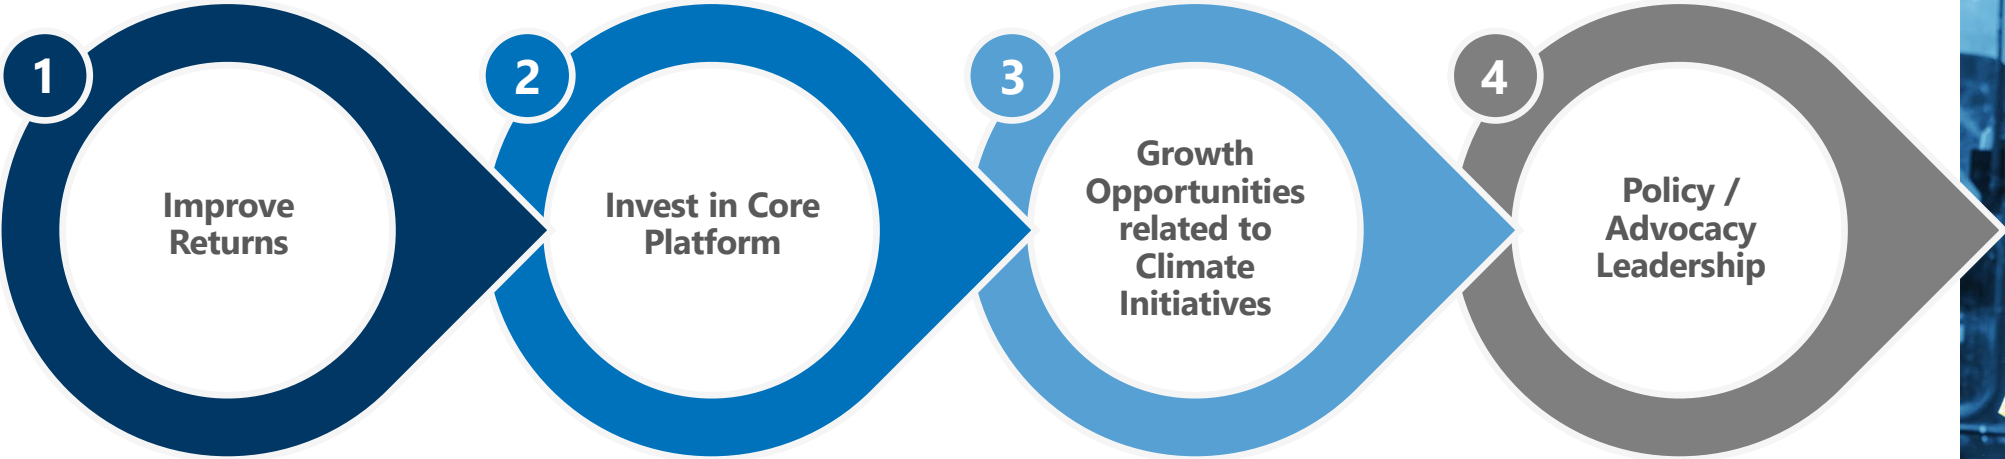 1
Improve
Returns
2
Invest in Core
Platform
3
Growth
Opportunities
related to
Climate
Initiatives
4
Policy /
Advocacy
Leadership